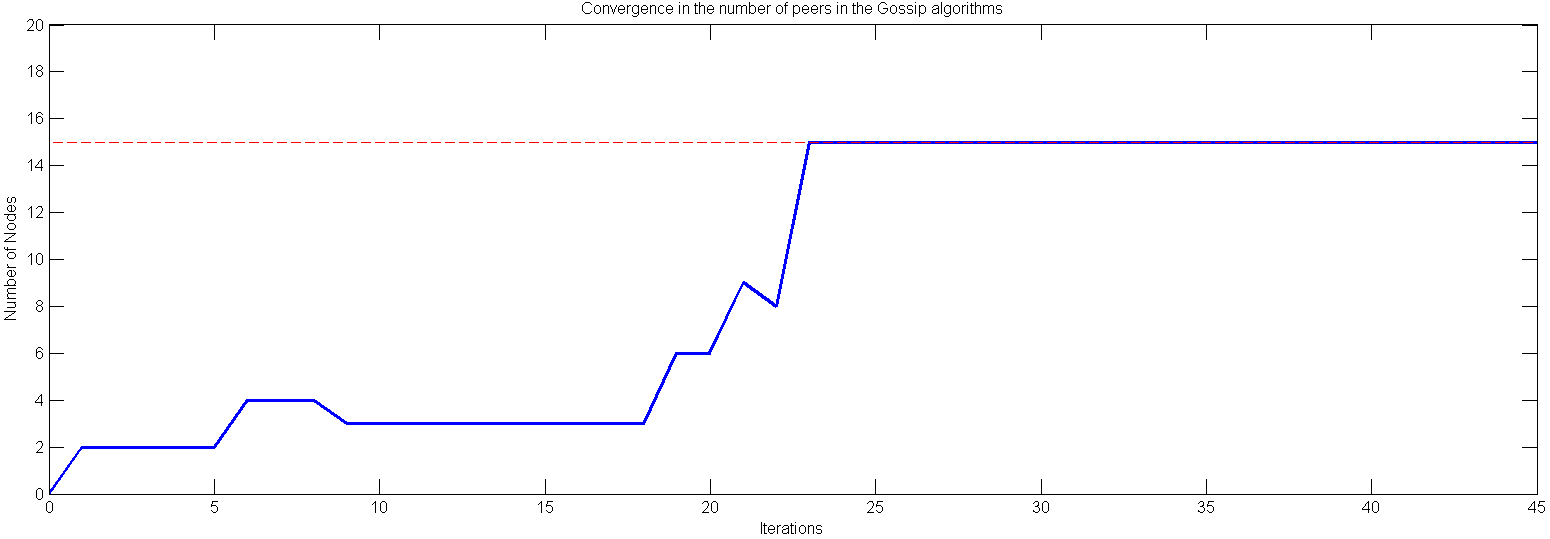 Convergence in the number of peers in the Gossip algorithms
20
18
16
14
12
10
8
6
4
2
0
Number of Nodes
0 5 10 15 20 25 30 35 40 45
Iterations